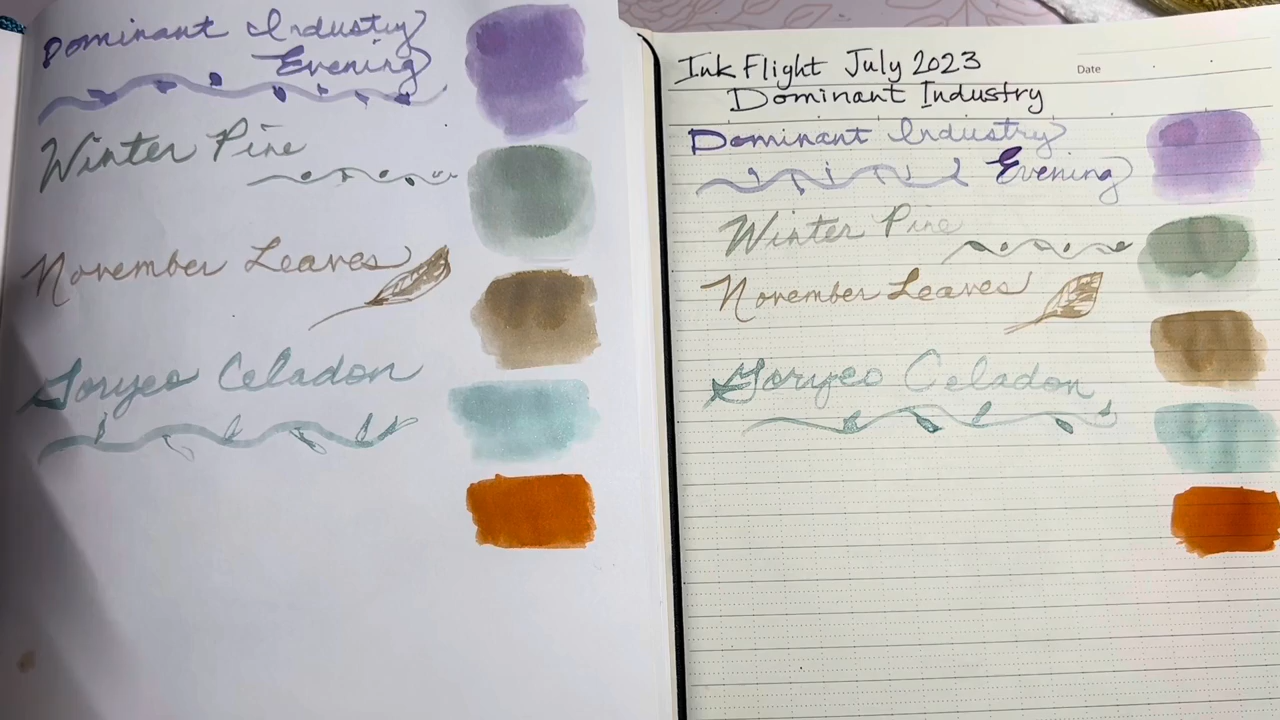 Dominant Industry
Evening
Winter Pine
November Leaves
Goryeo Celadon
Ink Flight July 2023
Date
Dominant Industry
Dominant Industry
Evening
Winter Pine
November Leaves
Goryeo Celadon